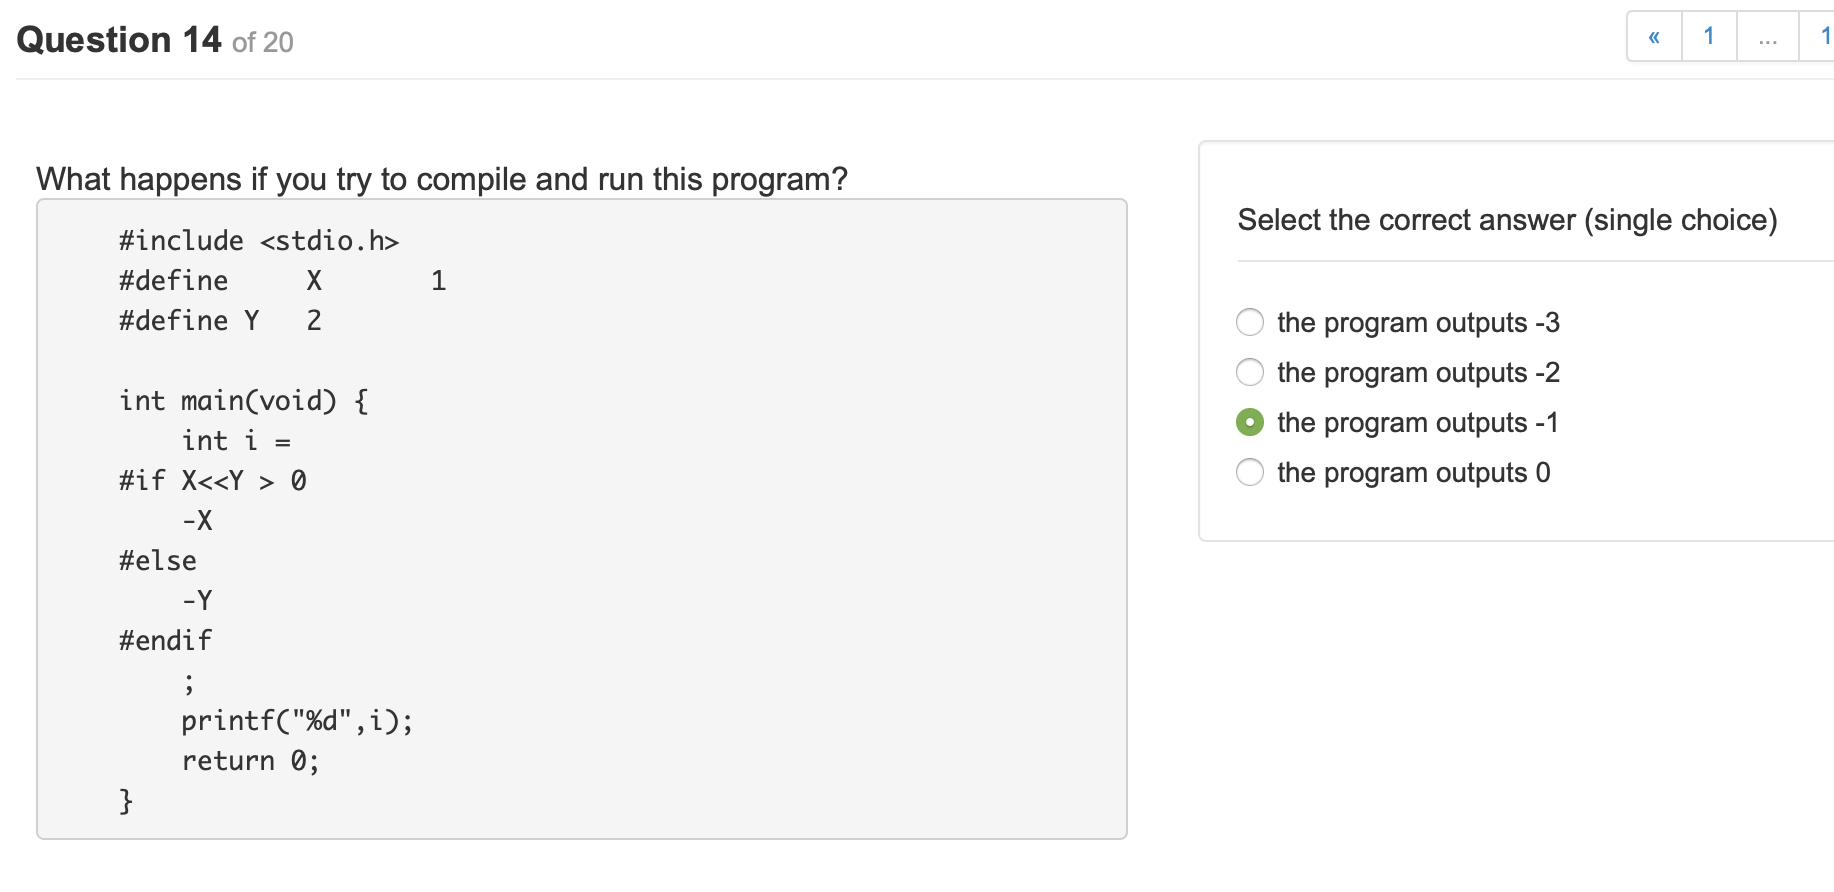 Question 14 of 20
« 1 ... 1
What happens if you try to compile and run this program?
#include <stdio.h>
#define     X       1
#define Y   2
int main(void) {
    int i =
#if X<<Y > 0
    -X
#else
    -Y
#endif
    ;
    printf("%d",i);
    return 0;
}
Select the correct answer (single choice)
the program outputs -3
the program outputs -2
the program outputs -1
the program outputs 0